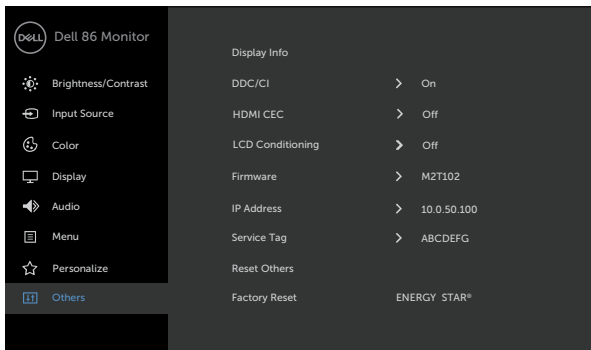 DELL Dell 86 Monitor
Display Info
Brightness/Contrast DDC/CI On
Input Source HDMI CEC Off
Color LCD Conditioning Off
Display Firmware M2T102
Audio IP Address 10.0.50.100
Menu Service Tag ABCDEFG
Personalize Reset Others
Others Factory Reset ENERGY STAR®